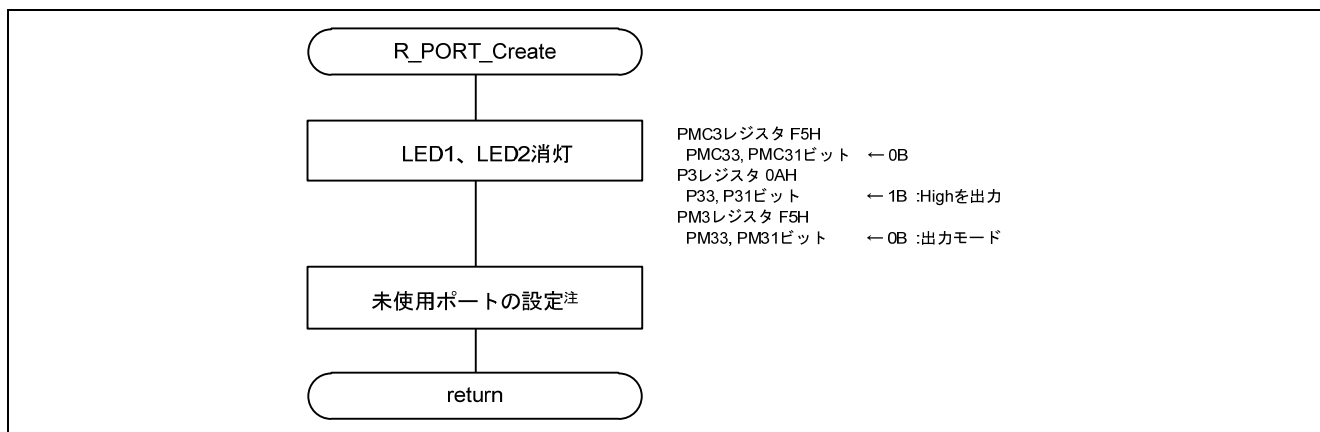 R_PORT_Create
LED1、LED2消灯
PMC3レジスタ F5H
PMC33, PMC31ビット ← 0B
P3レジスタ 0AH
P33, P31ビット ← 1B :Highを出力
PM3レジスタ F5H
PM33, PM31ビット ← 0B :出力モード
未使用ポートの設定注
return